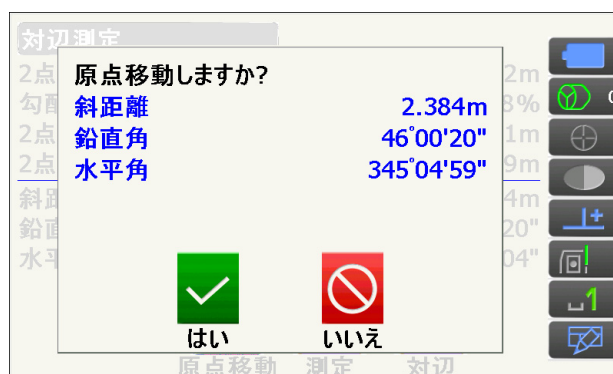 対辺測定
原点移動しますか?
斜距離 2.384m
鉛直角 46°00'20"
水平角 345°04'59"
はい いいえ
原点移動 測定 対辺